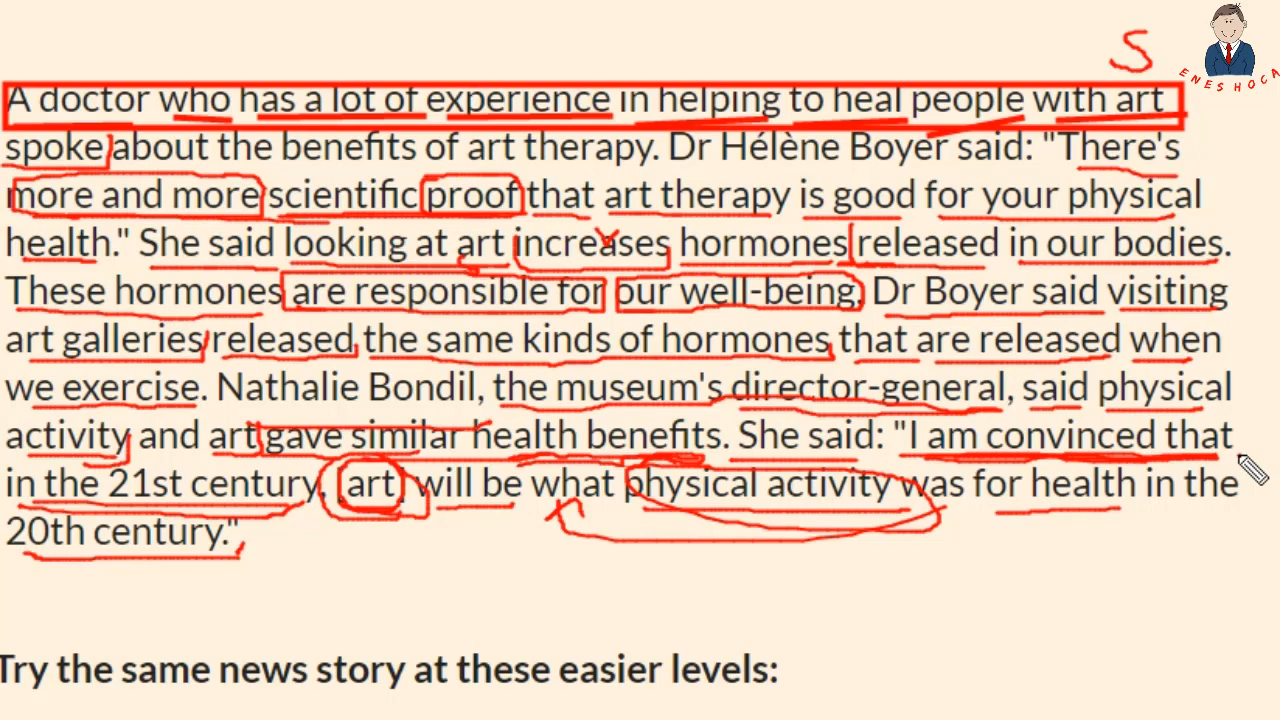 S
ENES HOCA
A doctor who has a lot of experience in helping to heal people with art
spoke about the benefits of art therapy. Dr Hélène Boyer said: "There's
more and more scientific proof that art therapy is good for your physical
health." She said looking at art increases hormones released in our bodies.
These hormones are responsible for our well-being. Dr Boyer said visiting
art galleries released the same kinds of hormones that are released when
we exercise. Nathalie Bondil, the museum's director-general, said physical
activity and art gave similar health benefits. She said: "I am convinced that
in the 21st century, art will be what physical activity was for health in the
20th century."
Try the same news story at these easier levels: